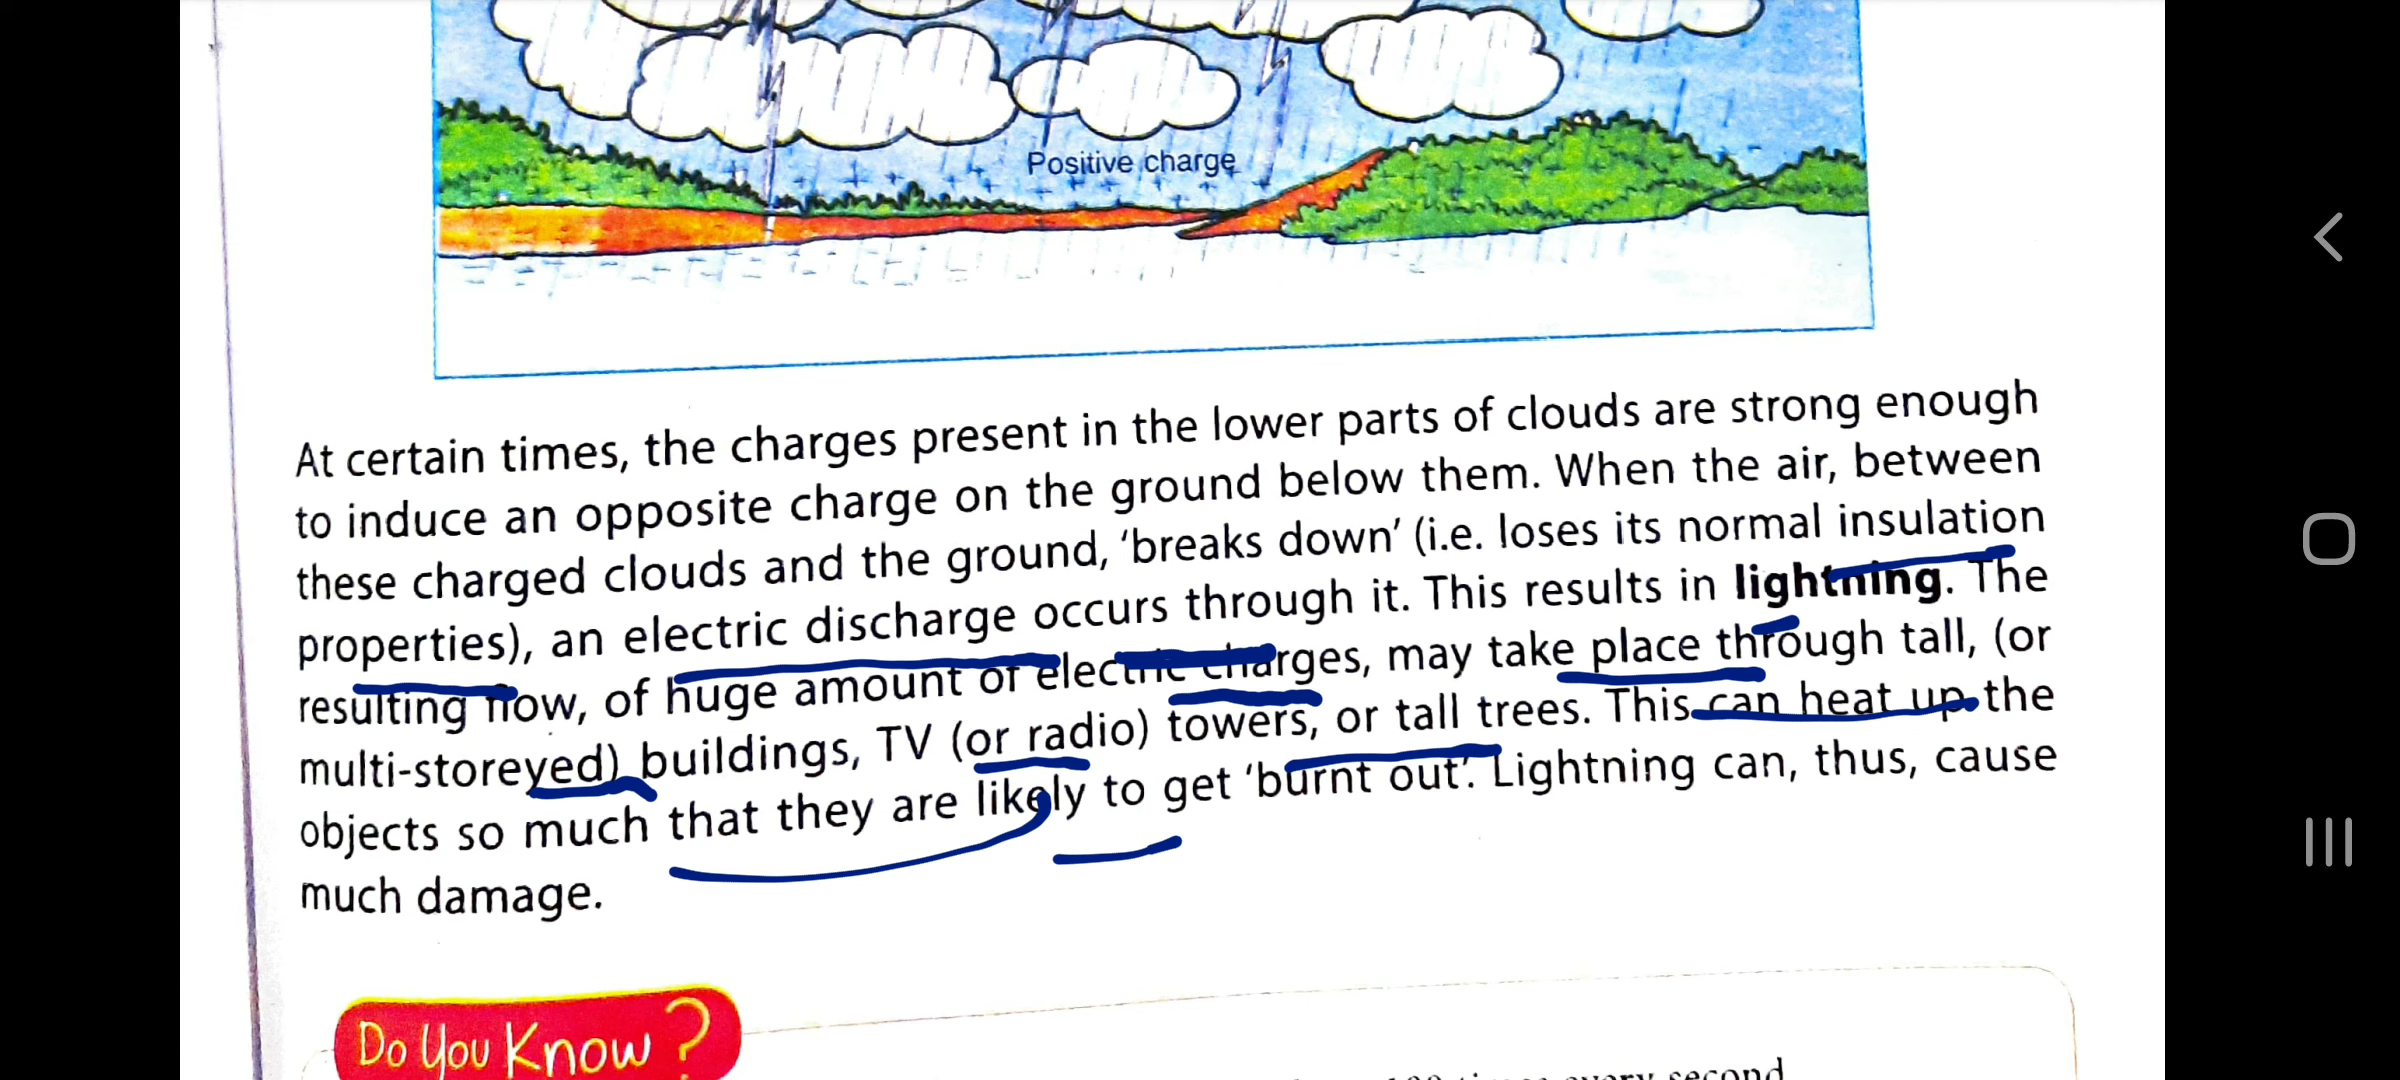 Positive charge
At certain times, the charges present in the lower parts of clouds are strong enough
to induce an opposite charge on the ground below them. When the air, between
these charged clouds and the ground, ‘breaks down’ (i.e. loses its normal insulation
properties), an electric discharge occurs through it. This results in lightning. The
resulting flow, of huge amount of electric charges, may take place through tall, (or
multi-storeyed) buildings, TV (or radio) towers, or tall trees. This can heat up the
objects so much that they are likely to get ‘burnt out’. Lightning can, thus, cause
much damage.
Do You Know?
every second